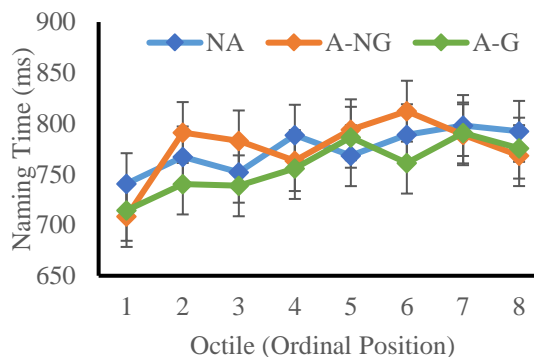 900
850
800
750
700
650
Naming Time (ms)
NA A-NG A-G
1 2 3 4 5 6 7 8
Octile (Ordinal Position)